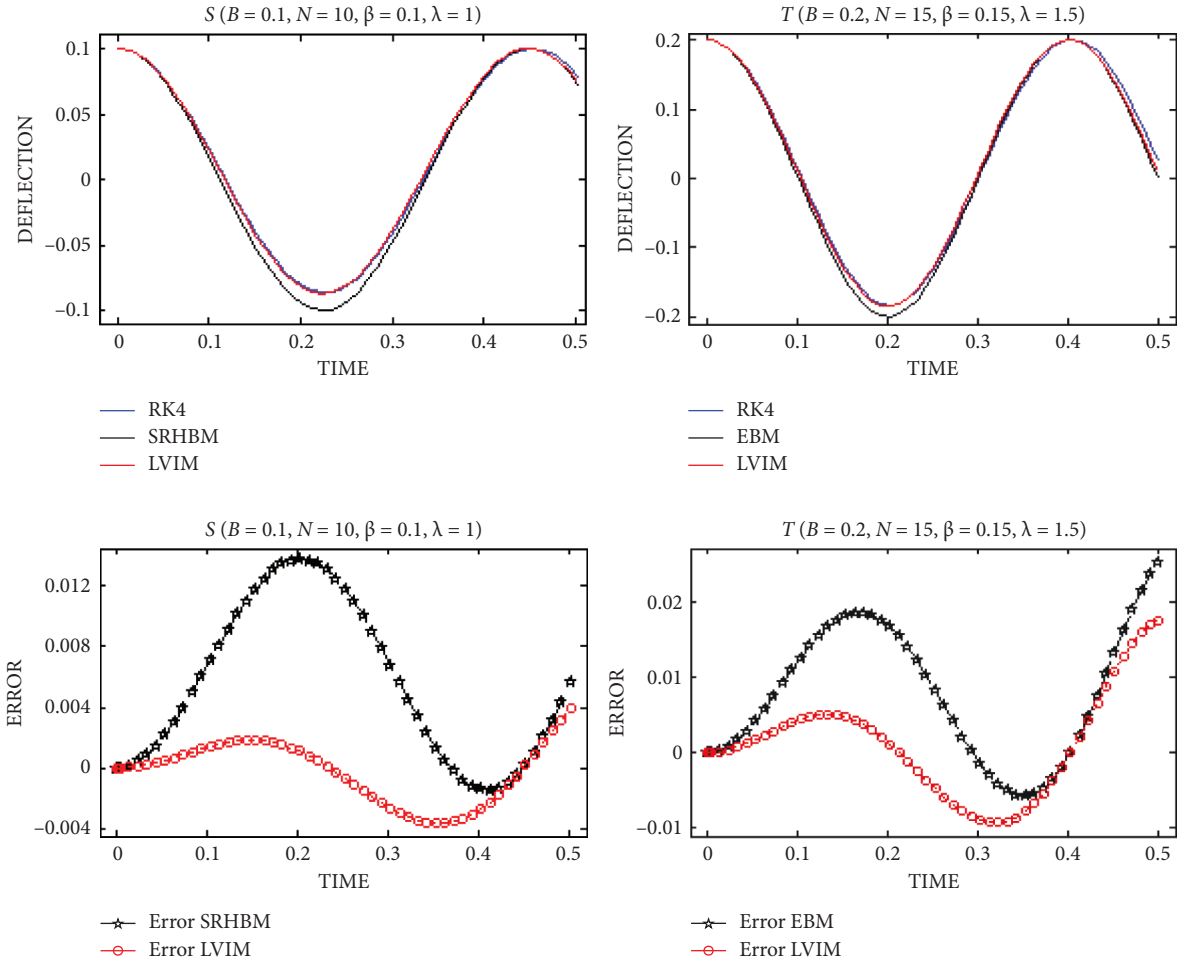 S (B = 0.1, N = 10, β = 0.1, λ = 1)
0.1
0.05
0
−0.05
−0.1
DEFLECTION
0 0.1 0.2 0.3 0.4 0.5
TIME
RK4
SRHBM
LVIM
T (B = 0.2, N = 15, β = 0.15, λ = 1.5)
0.2
0.1
0
−0.1
−0.2
DEFLECTION
0 0.1 0.2 0.3 0.4 0.5
TIME
RK4
EBM
LVIM
S (B = 0.1, N = 10, β = 0.1, λ = 1)
0.012
0.008
0.004
0
−0.004
ERROR
0 0.1 0.2 0.3 0.4 0.5
TIME
Error SRHBM
Error LVIM
T (B = 0.2, N = 15, β = 0.15, λ = 1.5)
0.02
0.01
0
−0.01
ERROR
0 0.1 0.2 0.3 0.4 0.5
TIME
Error EBM
Error LVIM